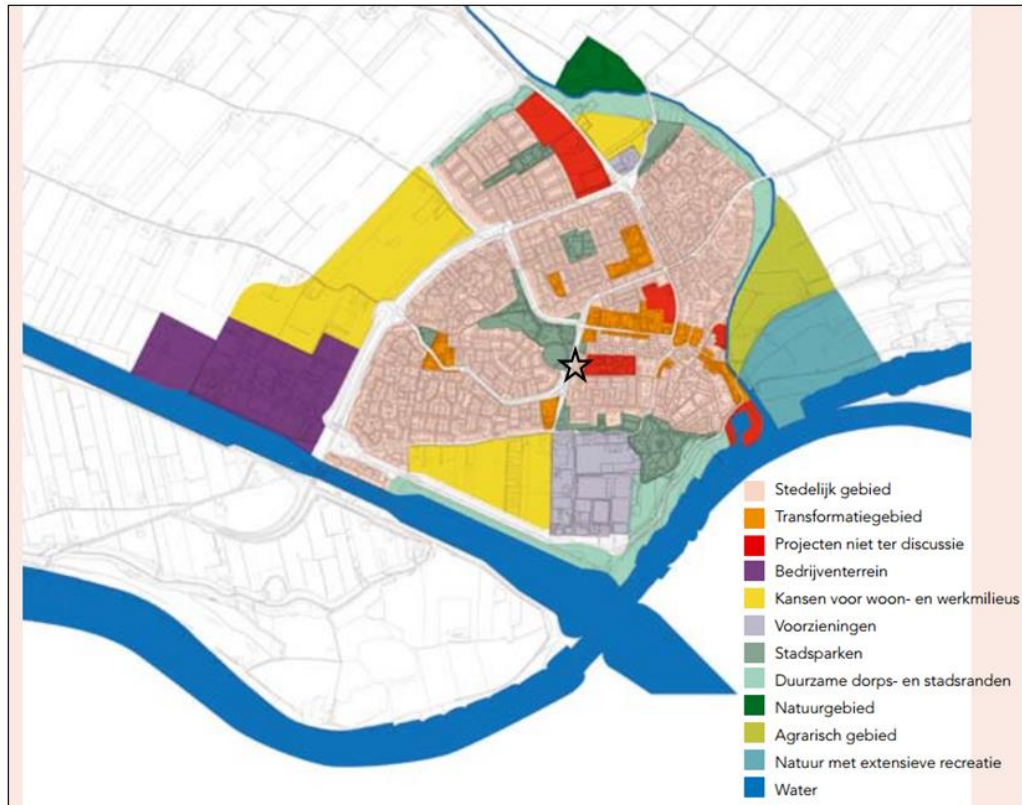 Stedelijk gebied
Transformatiegebied
Projecten niet ter discussie
Bedrijventerrein
Kansen voor woon- en werkmilieus
Voorzieningen
Stadsparken
Duurzame dorps- en stadsranden
Natuurgebied
Agrarisch gebied
Natuur met extensieve recreatie
Water